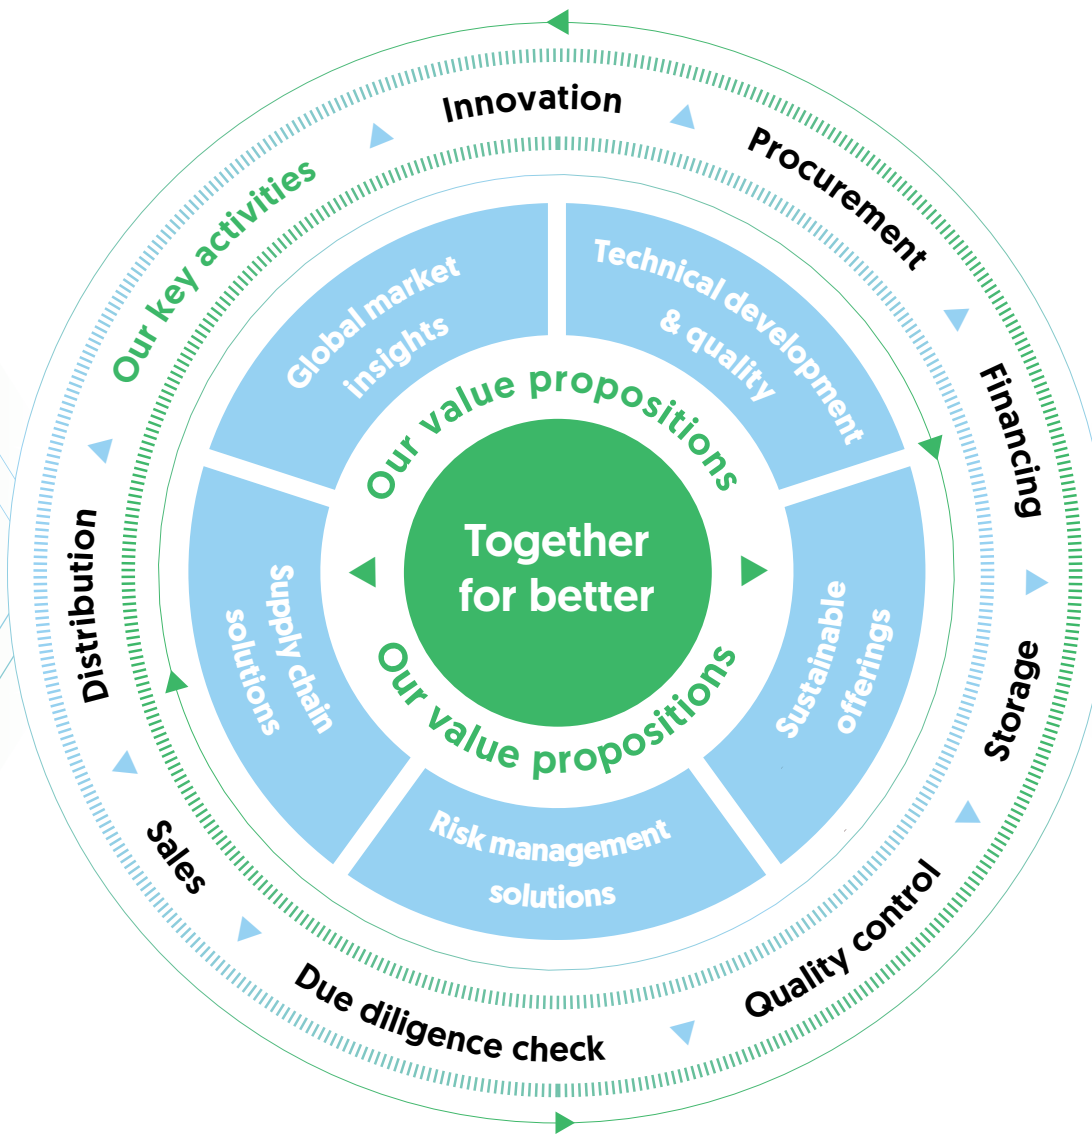 Our key activities
Innovation
Procurement
Financing
Storage
Quality control
Due diligence check
Sales
Distribution
Global market
insights
Technical development
& quality
Sustainable
offerings
Risk management
solutions
Supply chain
solutions
Our value propositions
Together
for better
Our value propositions